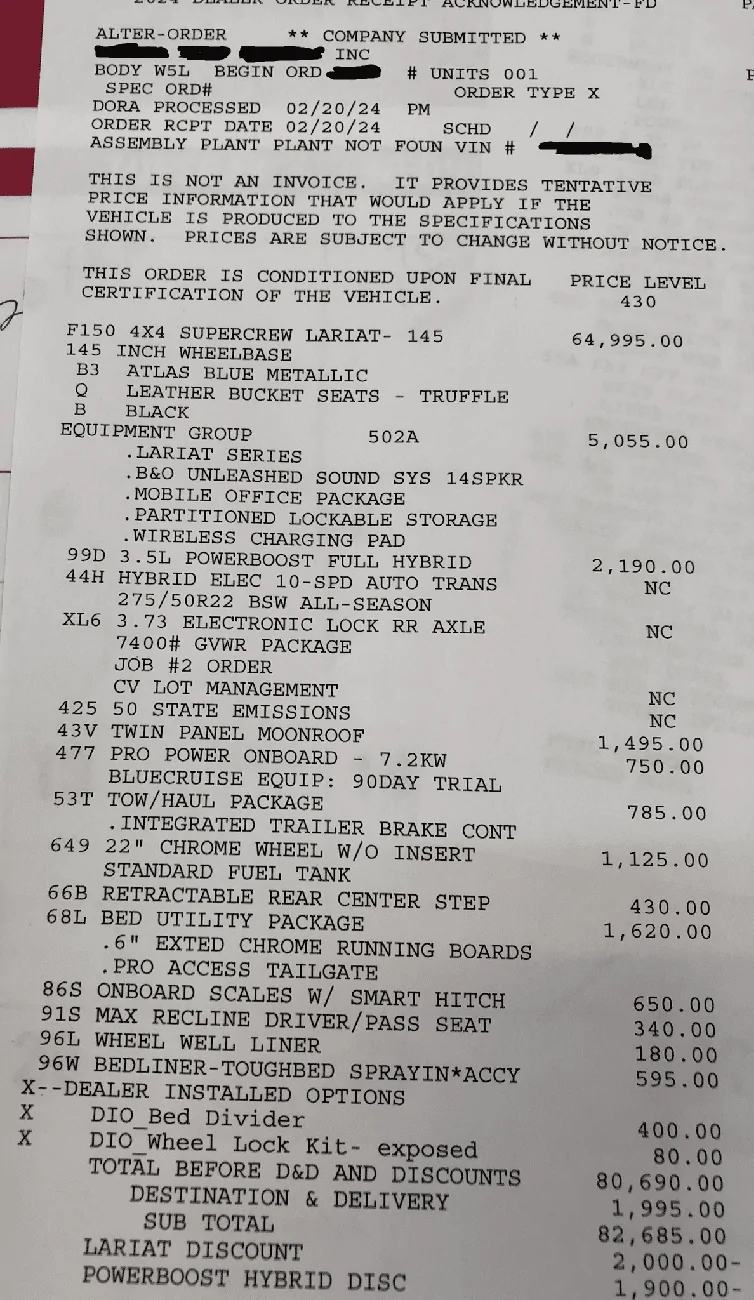 2024 DEALER ORDER RECEIPT ACKNOWLEDGEMENT-FD
ALTER-ORDER ** COMPANY SUBMITTED **
INC
BODY W5L BEGIN ORD # UNITS 001
SPEC ORD# ORDER TYPE X
DORA PROCESSED 02/20/24 PM
ORDER RCPT DATE 02/20/24 SCHD / /
ASSEMBLY PLANT PLANT NOT FOUN VIN #
THIS IS NOT AN INVOICE. IT PROVIDES TENTATIVE
PRICE INFORMATION THAT WOULD APPLY IF THE
VEHICLE IS PRODUCED TO THE SPECIFICATIONS
SHOWN. PRICES ARE SUBJECT TO CHANGE WITHOUT NOTICE.
THIS ORDER IS CONDITIONED UPON FINAL PRICE LEVEL
CERTIFICATION OF THE VEHICLE. 430
F150 4X4 SUPERCREW LARIAT- 145 64,995.00
145 INCH WHEELBASE
B3 ATLAS BLUE METALLIC
Q LEATHER BUCKET SEATS - TRUFFLE
B BLACK
EQUIPMENT GROUP 502A 5,055.00
.LARIAT SERIES
.B&O UNLEASHED SOUND SYS 14SPKR
.MOBILE OFFICE PACKAGE
.PARTITIONED LOCKABLE STORAGE
.WIRELESS CHARGING PAD
99D 3.5L POWERBOOST FULL HYBRID 2,190.00
44H HYBRID ELEC 10-SPD AUTO TRANS NC
275/50R22 BSW ALL-SEASON
XL6 3.73 ELECTRONIC LOCK RR AXLE NC
7400# GVWR PACKAGE
JOB #2 ORDER
CV LOT MANAGEMENT NC
425 50 STATE EMISSIONS NC
43V TWIN PANEL MOONROOF 1,495.00
477 PRO POWER ONBOARD - 7.2KW 750.00
BLUECRUISE EQUIP: 90DAY TRIAL
53T TOW/HAUL PACKAGE 785.00
.INTEGRATED TRAILER BRAKE CONT
649 22" CHROME WHEEL W/O INSERT 1,125.00
STANDARD FUEL TANK
66B RETRACTABLE REAR CENTER STEP 430.00
68L BED UTILITY PACKAGE 1,620.00
.6" EXTED CHROME RUNNING BOARDS
.PRO ACCESS TAILGATE
86S ONBOARD SCALES W/ SMART HITCH 650.00
91S MAX RECLINE DRIVER/PASS SEAT 340.00
96L WHEEL WELL LINER 180.00
96W BEDLINER-TOUGHBED SPRAYIN*ACCY 595.00
X--DEALER INSTALLED OPTIONS
X DIO_Bed Divider 400.00
X DIO_Wheel Lock Kit- exposed 80.00
TOTAL BEFORE D&D AND DISCOUNTS 80,690.00
DESTINATION & DELIVERY 1,995.00
SUB TOTAL 82,685.00
LARIAT DISCOUNT 2,000.00-
POWERBOOST HYBRID DISC 1,900.00-